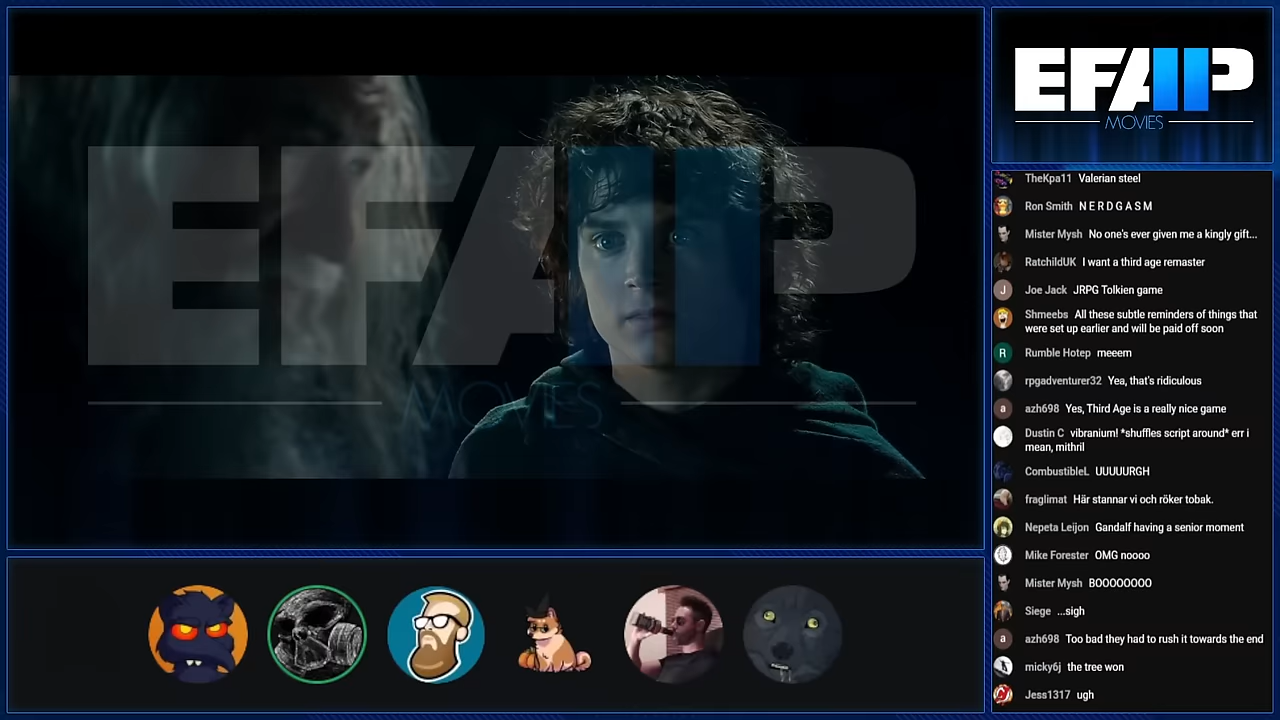 EFAP
MOVIES
EFAP
MOVIES
TheKpa11 Valerian steel
Ron Smith N E R D G A S M
Mister Mysh No one's ever given me a kingly gift...
RatchildUK I want a third age remaster
J Joe Jack JRPG Tolkien game
Shmeebs All these subtle reminders of things that
were set up earlier and will be paid off soon
R Rumble Hotep meeem
rpgadventurer32 Yea, that's ridiculous
a azh698 Yes, Third Age is a really nice game
Dustin C vibranium! *shuffles script around* err i
mean, mithril
CombustibleL UUUUURGH
fraglimat Här stannar vi och röker tobak.
Nepeta Leijon Gandalf having a senior moment
Mike Forester OMG noooo
Mister Mysh BOOOOOOOO
Siege ...sigh
a azh698 Too bad they had to rush it towards the end
micky6j the tree won
Jess1317 ugh